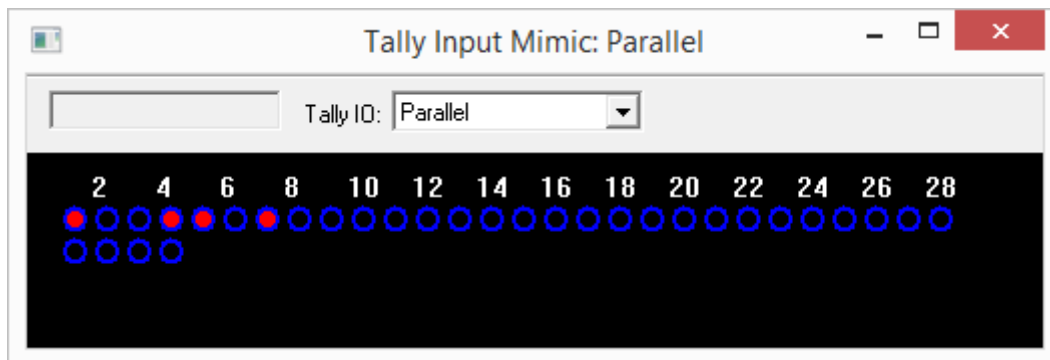 Tally Input Mimic: Parallel
Tally IO: Parallel
2 4 6 8 10 12 14 16 18 20 22 24 26 28